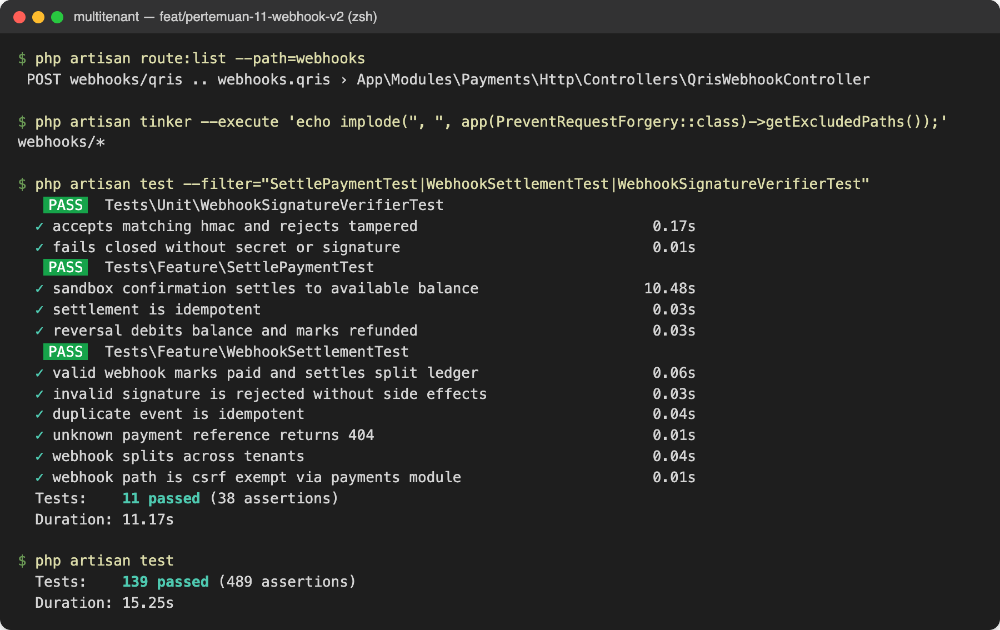 multitenant — feat/pertemuan-11-webhook-v2 (zsh)
$ php artisan route:list --path=webhooks
POST webhooks/qris .. webhooks.qris › App\Modules\Payments\Http\Controllers\QrisWebhookController
$ php artisan tinker --execute 'echo implode(", ", app(PreventRequestForgery::class)->getExcludedPaths());'
webhooks/*
$ php artisan test --filter="SettlePaymentTest|WebhookSettlementTest|WebhookSignatureVerifierTest"
PASS Tests\Unit\WebhookSignatureVerifierTest
✓ accepts matching hmac and rejects tampered 0.17s
✓ fails closed without secret or signature 0.01s
PASS Tests\Feature\SettlePaymentTest
✓ sandbox confirmation settles to available balance 10.48s
✓ settlement is idempotent 0.03s
✓ reversal debits balance and marks refunded 0.03s
PASS Tests\Feature\WebhookSettlementTest
✓ valid webhook marks paid and settles split ledger 0.06s
✓ invalid signature is rejected without side effects 0.03s
✓ duplicate event is idempotent 0.04s
✓ unknown payment reference returns 404 0.01s
✓ webhook splits across tenants 0.04s
✓ webhook path is csrf exempt via payments module 0.01s
Tests: 11 passed (38 assertions)
Duration: 11.17s
$ php artisan test
Tests: 139 passed (489 assertions)
Duration: 15.25s